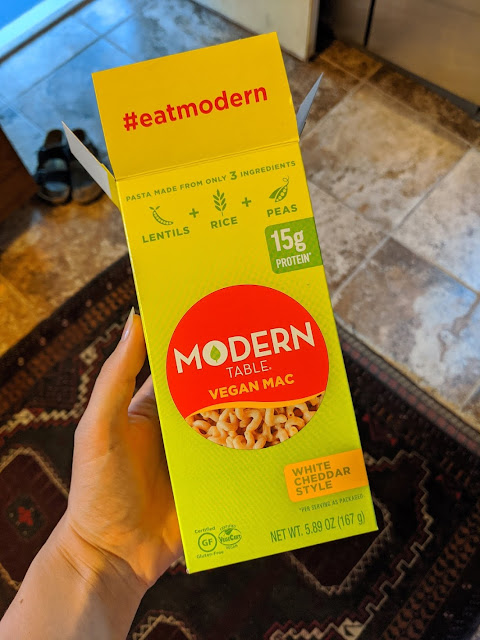 #eatmodern
PASTA MADE FROM ONLY 3 INGREDIENTS
LENTILS + RICE + PEAS
15g
PROTEIN*
MODERN
TABLE®
VEGAN MAC
WHITE
CHEDDAR
STYLE
*PER SERVING AS PACKAGED
Certified
GF
Gluten-Free
NET WT. 5.89 OZ (167 g)